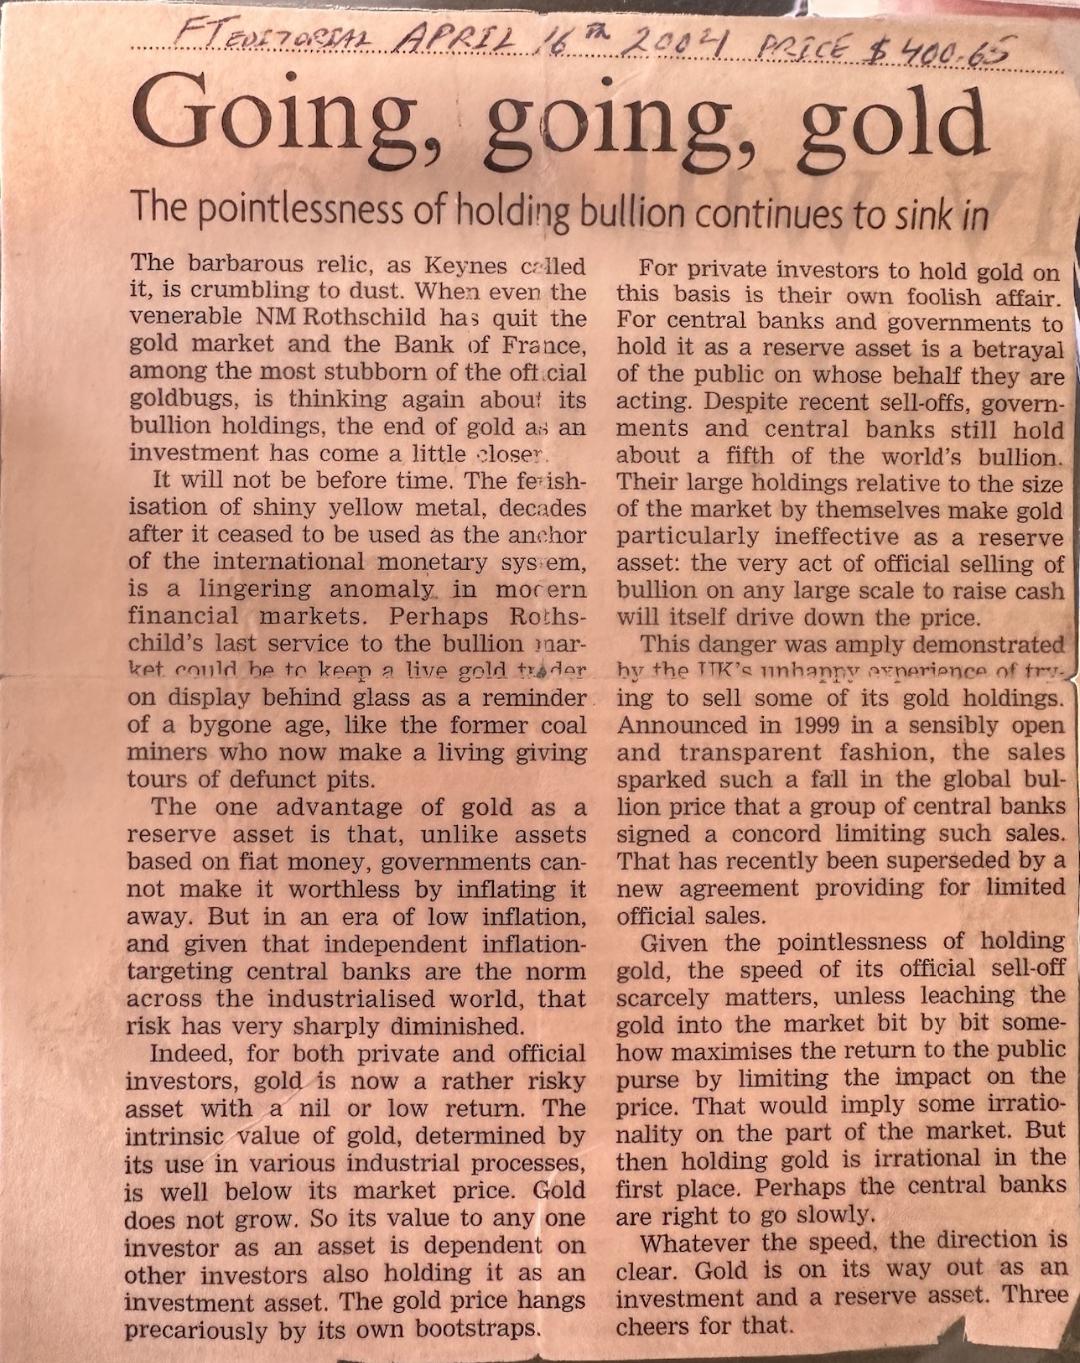 FT EDITORIAL APRIL 16TH 2004 PRICE $400.65
Going, going, gold
The pointlessness of holding bullion continues to sink in
The barbarous relic, as Keynes called
it, is crumbling to dust. When even the
venerable NM Rothschild has quit the
gold market and the Bank of France,
among the most stubborn of the official
goldbugs, is thinking again about its
bullion holdings, the end of gold as an
investment has come a little closer.
It will not be before time. The fetish-
isation of shiny yellow metal, decades
after it ceased to be used as the anchor
of the international monetary system,
is a lingering anomaly in modern
financial markets. Perhaps Roths-
child's last service to the bullion mar-
ket could be to keep a live gold trader
on display behind glass as a reminder
of a bygone age, like the former coal
miners who now make a living giving
tours of defunct pits.
The one advantage of gold as a
reserve asset is that, unlike assets
based on fiat money, governments can-
not make it worthless by inflating it
away. But in an era of low inflation,
and given that independent inflation-
targeting central banks are the norm
across the industrialised world, that
risk has very sharply diminished.
Indeed, for both private and official
investors, gold is now a rather risky
asset with a nil or low return. The
intrinsic value of gold, determined by
its use in various industrial processes,
is well below its market price. Gold
does not grow. So its value to any one
investor as an asset is dependent on
other investors also holding it as an
investment asset. The gold price hangs
precariously by its own bootstraps.
For private investors to hold gold on
this basis is their own foolish affair.
For central banks and governments to
hold it as a reserve asset is a betrayal
of the public on whose behalf they are
acting. Despite recent sell-offs, govern-
ments and central banks still hold
about a fifth of the world's bullion.
Their large holdings relative to the size
of the market by themselves make gold
particularly ineffective as a reserve
asset: the very act of official selling of
bullion on any large scale to raise cash
will itself drive down the price.
This danger was amply demonstrated
by the UK's unhappy experience of try-
ing to sell some of its gold holdings.
Announced in 1999 in a sensibly open
and transparent fashion, the sales
sparked such a fall in the global bul-
lion price that a group of central banks
signed a concord limiting such sales.
That has recently been superseded by a
new agreement providing for limited
official sales.
Given the pointlessness of holding
gold, the speed of its official sell-off
scarcely matters, unless leaching the
gold into the market bit by bit some-
how maximises the return to the public
purse by limiting the impact on the
price. That would imply some irratio-
nality on the part of the market. But
then holding gold is irrational in the
first place. Perhaps the central banks
are right to go slowly.
Whatever the speed, the direction is
clear. Gold is on its way out as an
investment and a reserve asset. Three
cheers for that.